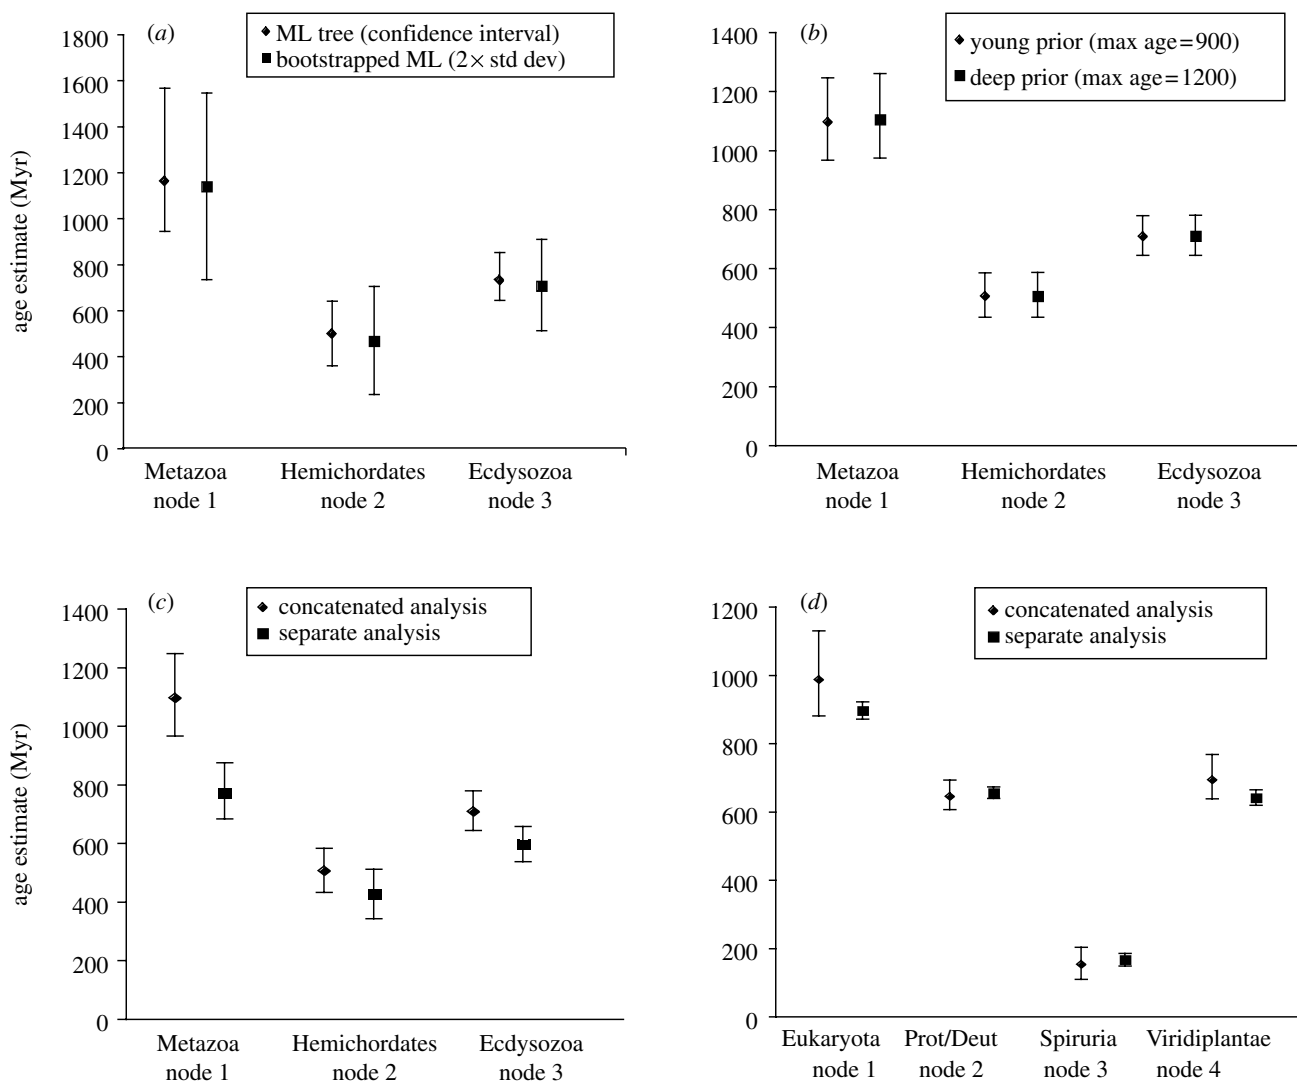 (a)
ML tree (confidence interval)
bootstrapped ML (2× std dev)
age estimate (Myr)
1800
1600
1400
1200
1000
800
600
400
200
0
Metazoa
node 1
Hemichordates
node 2
Ecdysozoa
node 3
(b)
young prior (max age=900)
deep prior (max age=1200)
1400
1200
1000
800
600
400
200
0
Metazoa
node 1
Hemichordates
node 2
Ecdysozoa
node 3
(c)
concatenated analysis
separate analysis
age estimate (Myr)
1400
1200
1000
800
600
400
200
0
Metazoa
node 1
Hemichordates
node 2
Ecdysozoa
node 3
(d)
concatenated analysis
separate analysis
1200
1000
800
600
400
200
0
Eukaryota
node 1
Prot/Deut
node 2
Spiruria
node 3
Viridiplantae
node 4